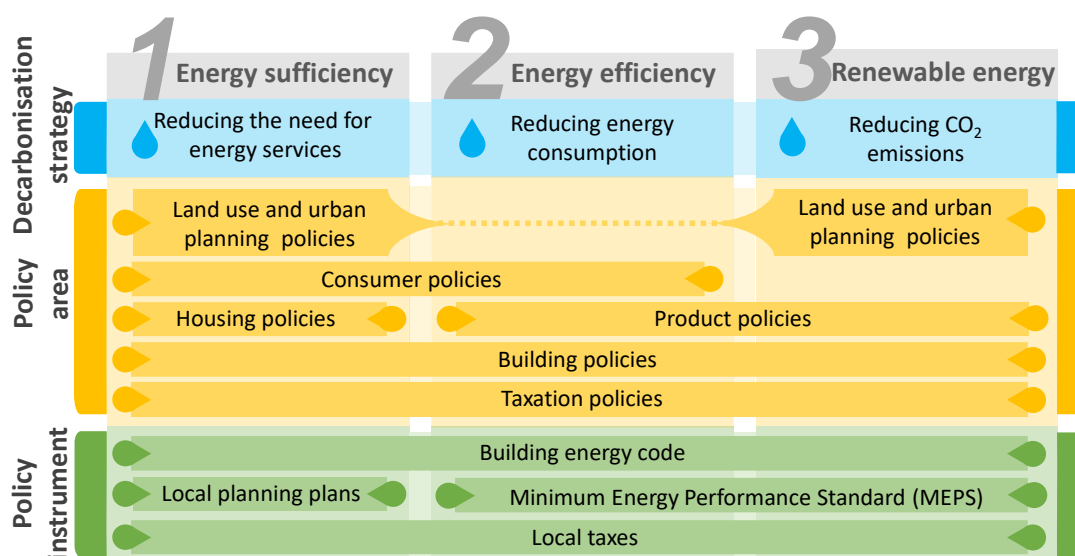 1 Energy sufficiency
2 Energy efficiency
3 Renewable energy
Decarbonisation
strategy
Reducing the need for
energy services
Reducing energy
consumption
Reducing CO₂
emissions
Policy
area
Land use and urban
planning policies
Land use and urban
planning policies
Consumer policies
Housing policies
Product policies
Building policies
Taxation policies
Policy
instrument
Building energy code
Local planning plans
Minimum Energy Performance Standard (MEPS)
Local taxes